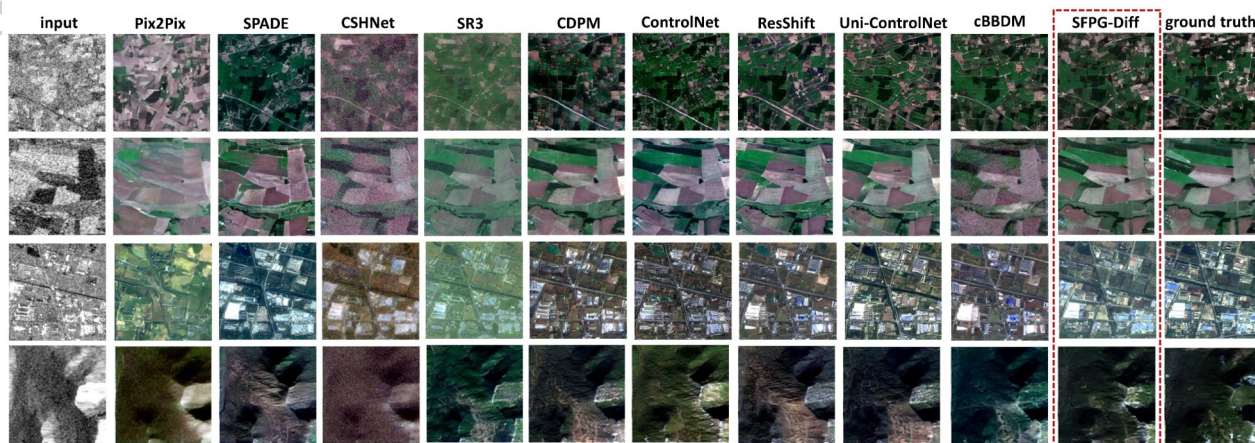 input Pix2Pix SPADE CSHNet SR3 CDPM ControlNet ResShift Uni-ControlNet cBBDM SFPG-Diff ground truth